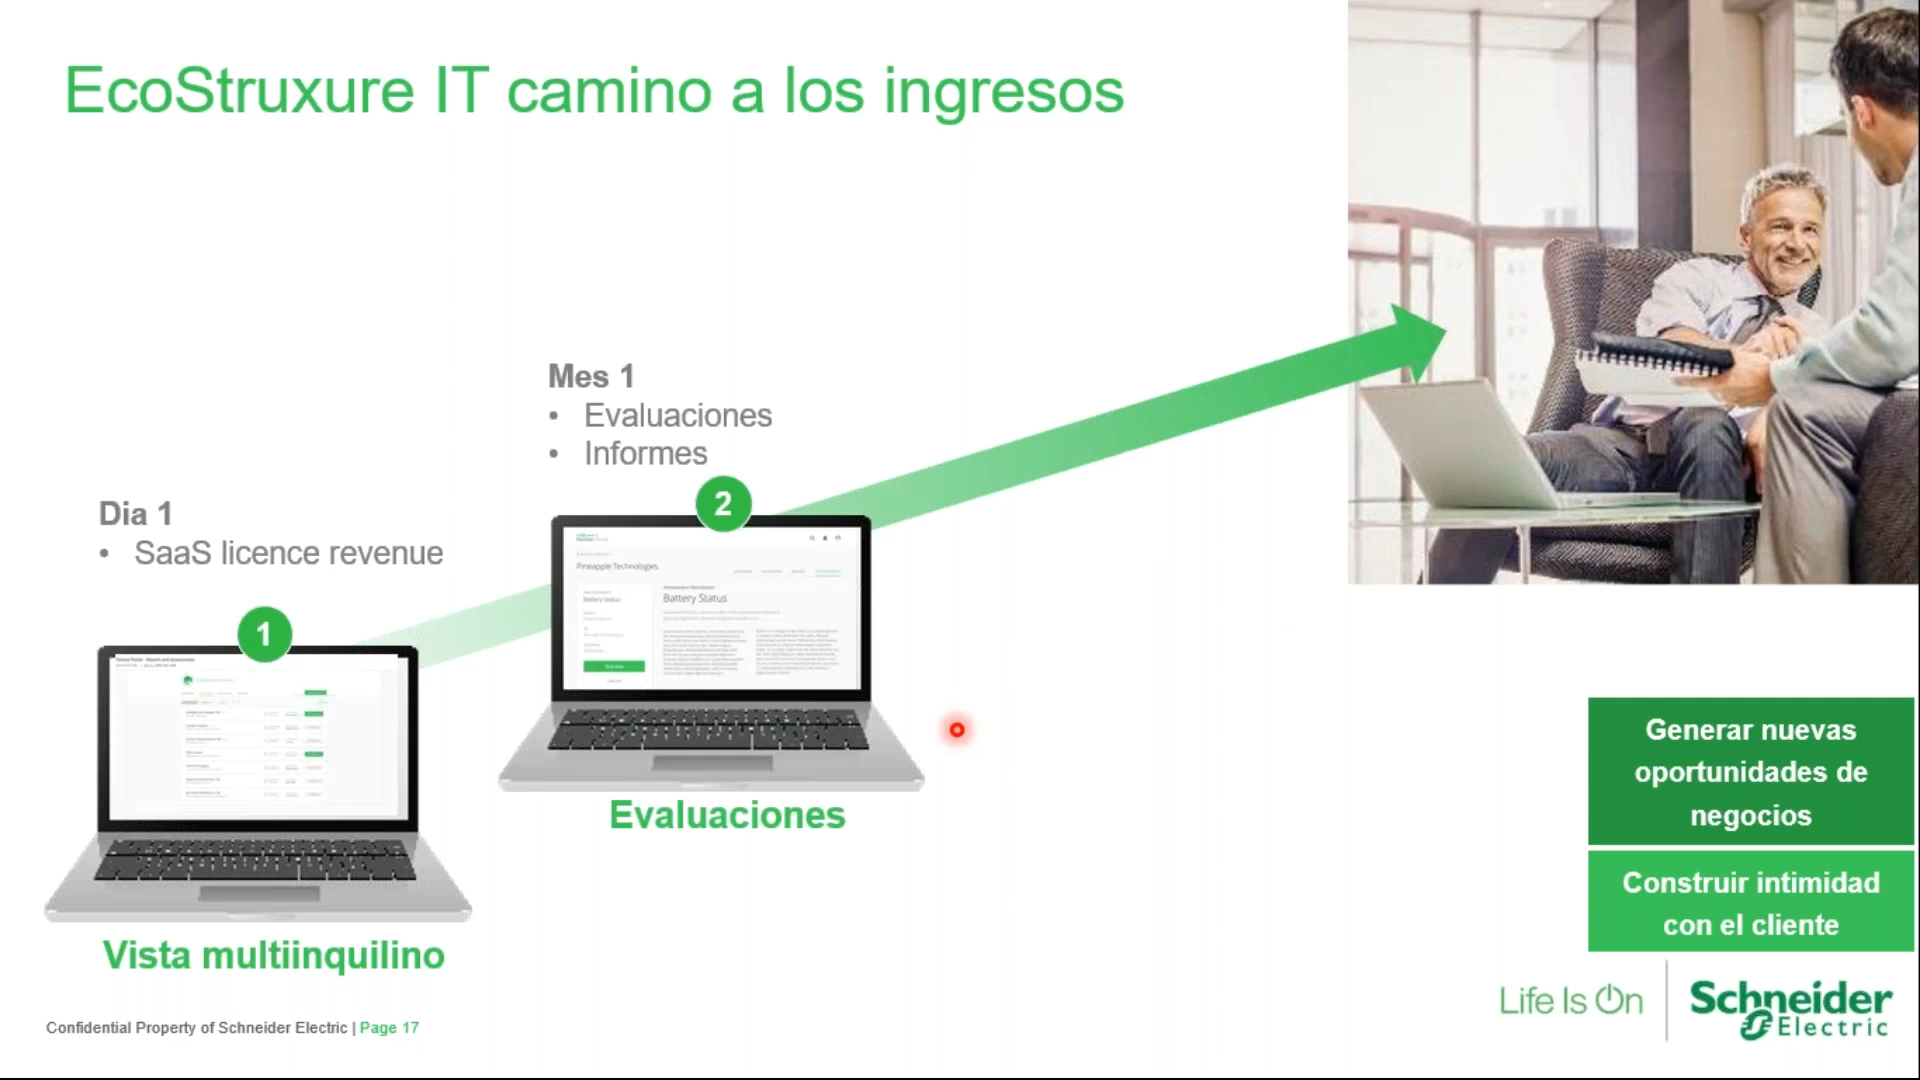 EcoStruxure IT camino a los ingresos
Mes 1
• Evaluaciones
• Informes
Dia 1
• SaaS licence revenue
1
2
Pineapple Technologies
Battery Status
Battery Status
Evaluaciones
Vista multiinquilino
Generar nuevas
oportunidades de
negocios
Construir intimidad
con el cliente
Life Is On
Schneider
Electric
Confidential Property of Schneider Electric | Page 17